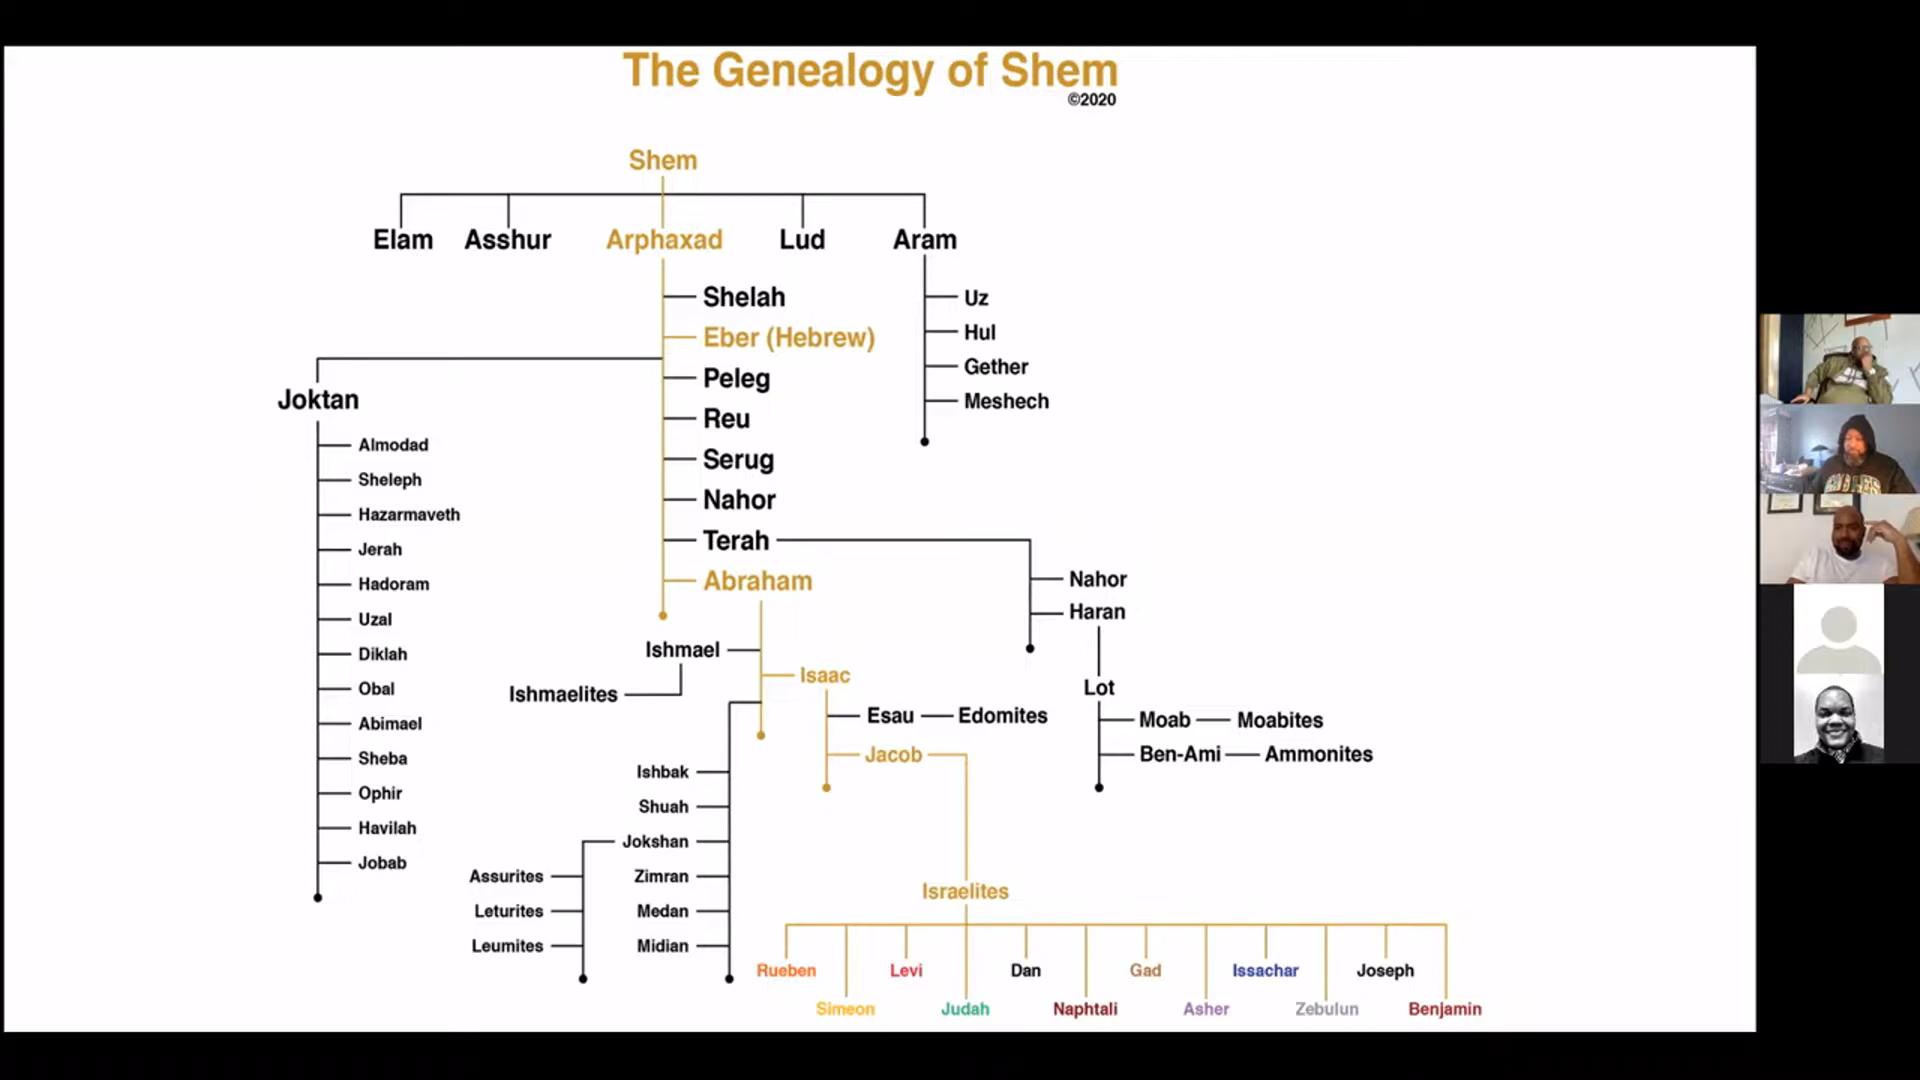 The Genealogy of Shem
©2020
Shem
Elam Asshur Arphaxad Lud Aram
Shelah
Eber (Hebrew)
Peleg
Reu
Serug
Nahor
Terah
Abraham
Uz
Hul
Gether
Meshech
Joktan
Almodad
Sheleph
Hazarmaveth
Jerah
Hadoram
Uzal
Diklah
Obal
Abimael
Sheba
Ophir
Havilah
Jobab
Nahor
Haran
Lot
Moab Moabites
Ben-Ami Ammonites
Ishmael
Ishmaelites
Isaac
Esau Edomites
Jacob
Ishbak
Shuah
Jokshan
Zimran
Medan
Midian
Assurites
Leturites
Leumites
Israelites
Rueben Levi Dan Gad Issachar Joseph
Simeon Judah Naphtali Asher Zebulun Benjamin